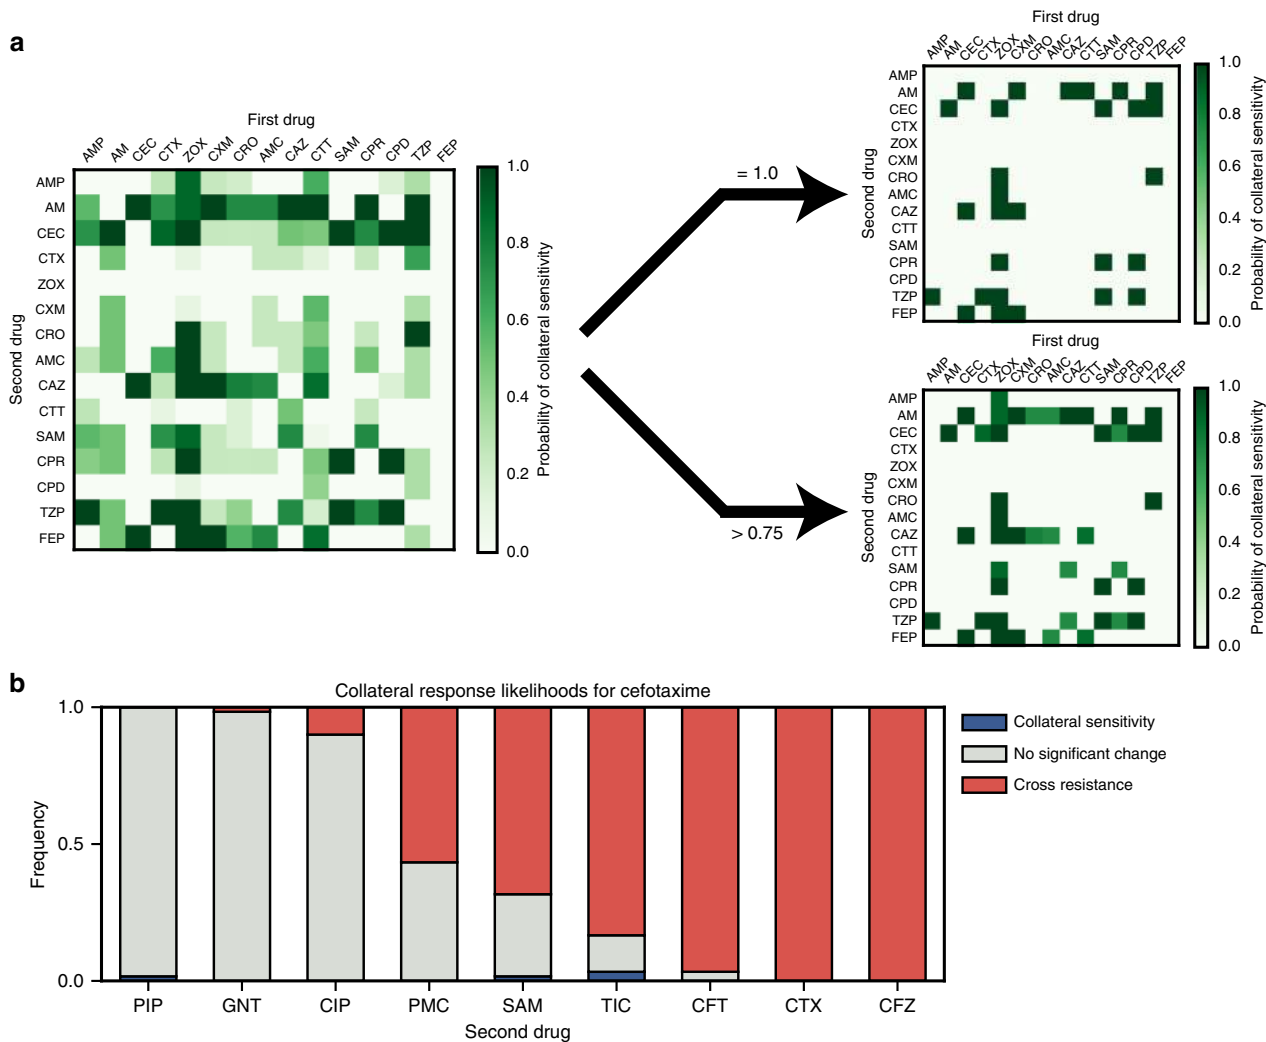 a
First drug
AMP AM CEC CTX ZOX CXM CRO AMC CAZ CTT SAM CPR CPD TZP FEP
Second drug
AMP
AM
CEC
CTX
ZOX
CXM
CRO
AMC
CAZ
CTT
SAM
CPR
CPD
TZP
FEP
1.0
0.8
0.6
0.4
0.2
0.0
Probability of collateral sensitivity
= 1.0
> 0.75
First drug
AMP AM CEC CTX ZOX CXM CRO AMC CAZ CTT SAM CPR CPD TZP FEP
Second drug
AMP
AM
CEC
CTX
ZOX
CXM
CRO
AMC
CAZ
CTT
SAM
CPR
CPD
TZP
FEP
1.0
0.8
0.6
0.4
0.2
0.0
Probability of collateral sensitivity
First drug
AMP AM CEC CTX ZOX CXM CRO AMC CAZ CTT SAM CPR CPD TZP FEP
Second drug
AMP
AM
CEC
CTX
ZOX
CXM
CRO
AMC
CAZ
CTT
SAM
CPR
CPD
TZP
FEP
1.0
0.8
0.6
0.4
0.2
0.0
Probability of collateral sensitivity
b
Collateral response likelihoods for cefotaxime
Frequency
1.0
0.5
0.0
PIP GNT CIP PMC SAM TIC CFT CTX CFZ
Second drug
Collateral sensitivity
No significant change
Cross resistance